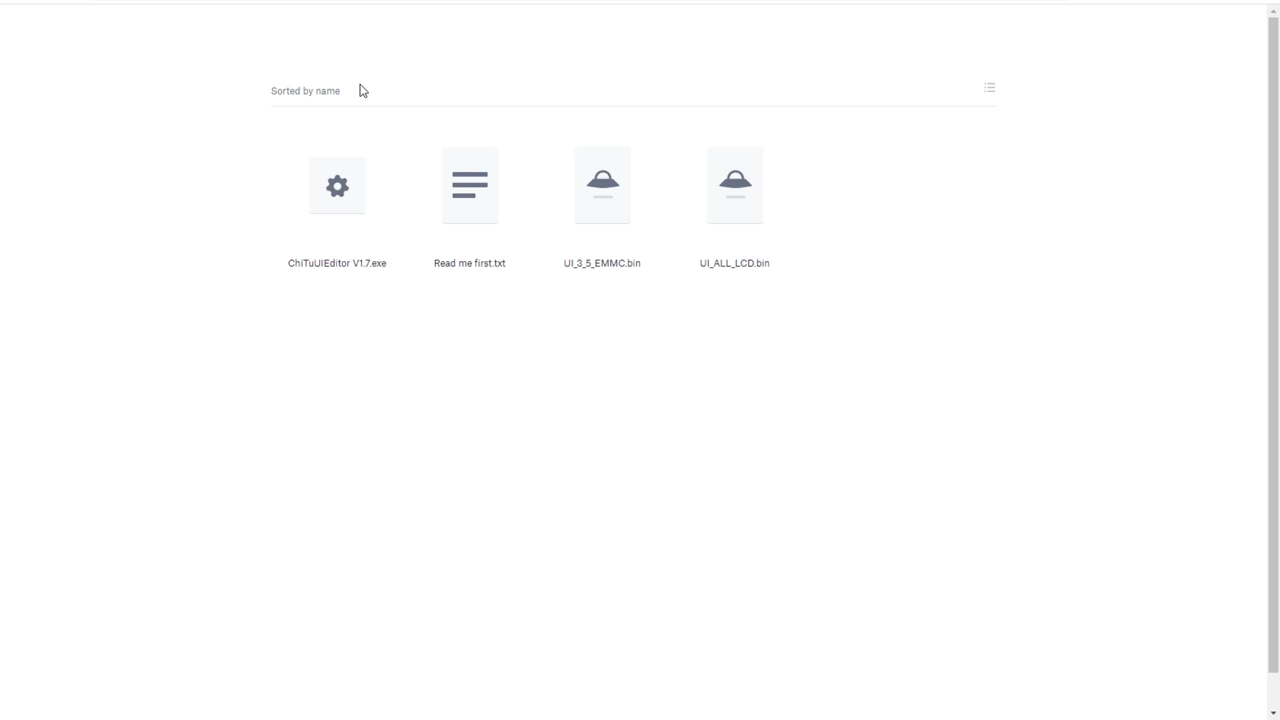 Sorted by name
ChiTuUIEditor V1.7.exe
Read me first.txt
UI_3_5_EMMC.bin
UI_ALL_LCD.bin